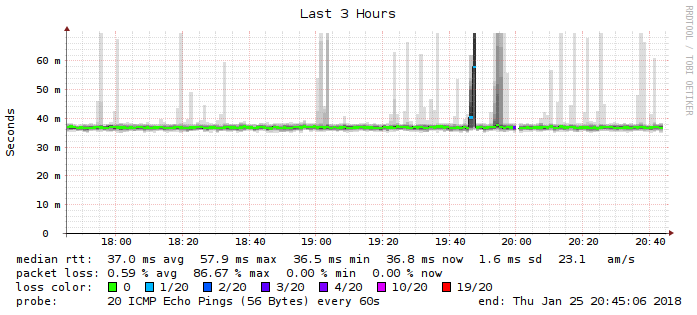 Last 3 Hours
RRDTOOL / TOBI OETIKER
Seconds
60 m
50 m
40 m
30 m
20 m
10 m
0
18:00 18:20 18:40 19:00 19:20 19:40 20:00 20:20 20:40
median rtt: 37.0 ms avg 57.9 ms max 36.5 ms min 36.8 ms now 1.6 ms sd 23.1 am/s
packet loss: 0.59 % avg 86.67 % max 0.00 % min 0.00 % now
loss color: 0 1/20 2/20 3/20 4/20 10/20 19/20
probe: 20 ICMP Echo Pings (56 Bytes) every 60s end: Thu Jan 25 20:45:06 2018